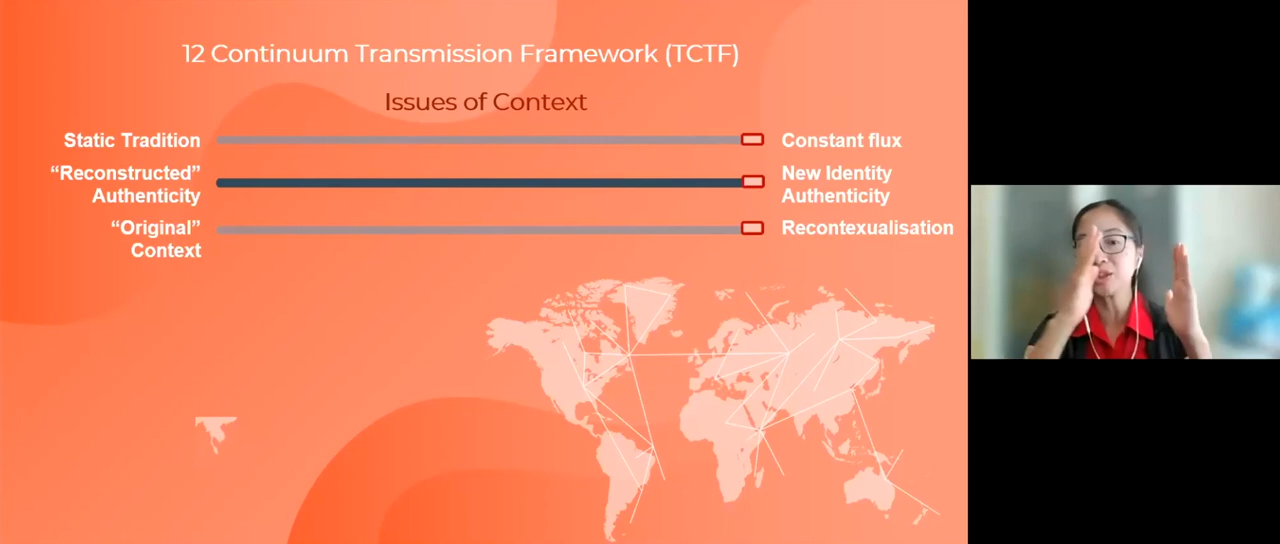 12 Continuum Transmission Framework (TCTF)
Issues of Context
Static Tradition
Constant flux
“Reconstructed”
Authenticity
New Identity
Authenticity
“Original”
Context
Recontexualisation